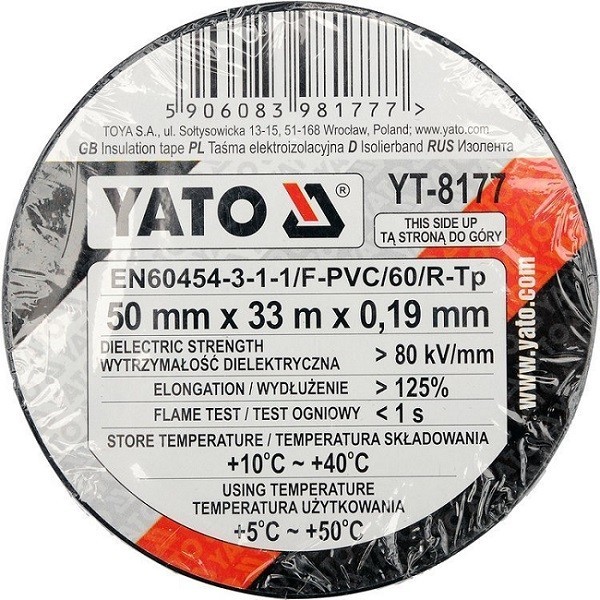 5 906083 981777 >
TOYA S.A., ul. Sołtysowicka 13-15, 51-168 Wrocław, Poland; www.yato.com
GB Insulation tape PL Taśma elektroizolacyjna D Isolierband RUS Изолента
YATO ®
YT-8177
THIS SIDE UP
TĄ STRONĄ DO GÓRY
EN60454-3-1-1/F-PVC/60/R-Tp
50 mm x 33 m x 0,19 mm
DIELECTRIC STRENGTH
WYTRZYMAŁOŚĆ DIELEKTRYCZNA > 80 kV/mm
ELONGATION / WYDŁUŻENIE > 125%
FLAME TEST / TEST OGNIOWY < 1 s
STORE TEMPERATURE / TEMPERATURA SKŁADOWANIA
+10°C ~ +40°C
USING TEMPERATURE
TEMPERATURA UŻYTKOWANIA
+5°C ~ +50°C
www.yato.com